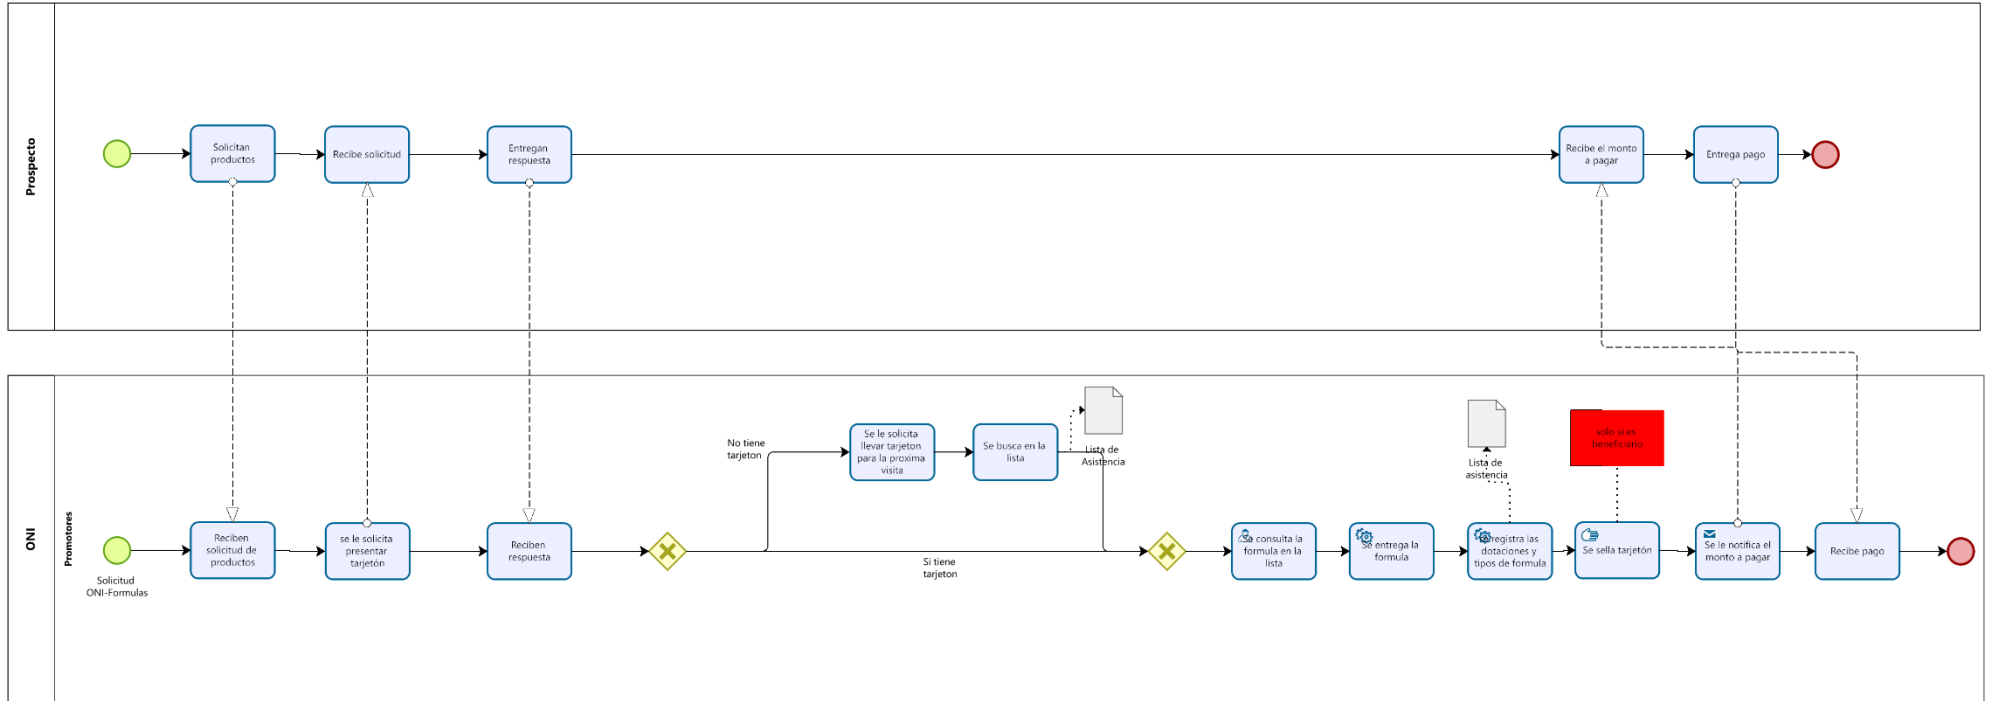 Prospecto
Solicitan
productos
Recibe solicitud
Entregan
respuesta
Recibe el monto
a pagar
Entrega pago
ONI
Promotores
Solicitud
ONI-Formulas
Reciben
solicitud de
productos
se le solicita
presentar
tarjetón
Reciben
respuesta
No tiene
tarjeton
Si tiene
tarjeton
Se le solicita
llevar tarjeton
para la proxima
visita
Se busca en la
lista
Lista de
Asistencia
consulta la
formula en la
lista
Se entrega la
formula
registra las
dotaciones y
tipos de formula
Lista de
asistencia
solo si es
beneficiario
Se sella tarjetón
Se le notifica el
monto a pagar
Recibe pago